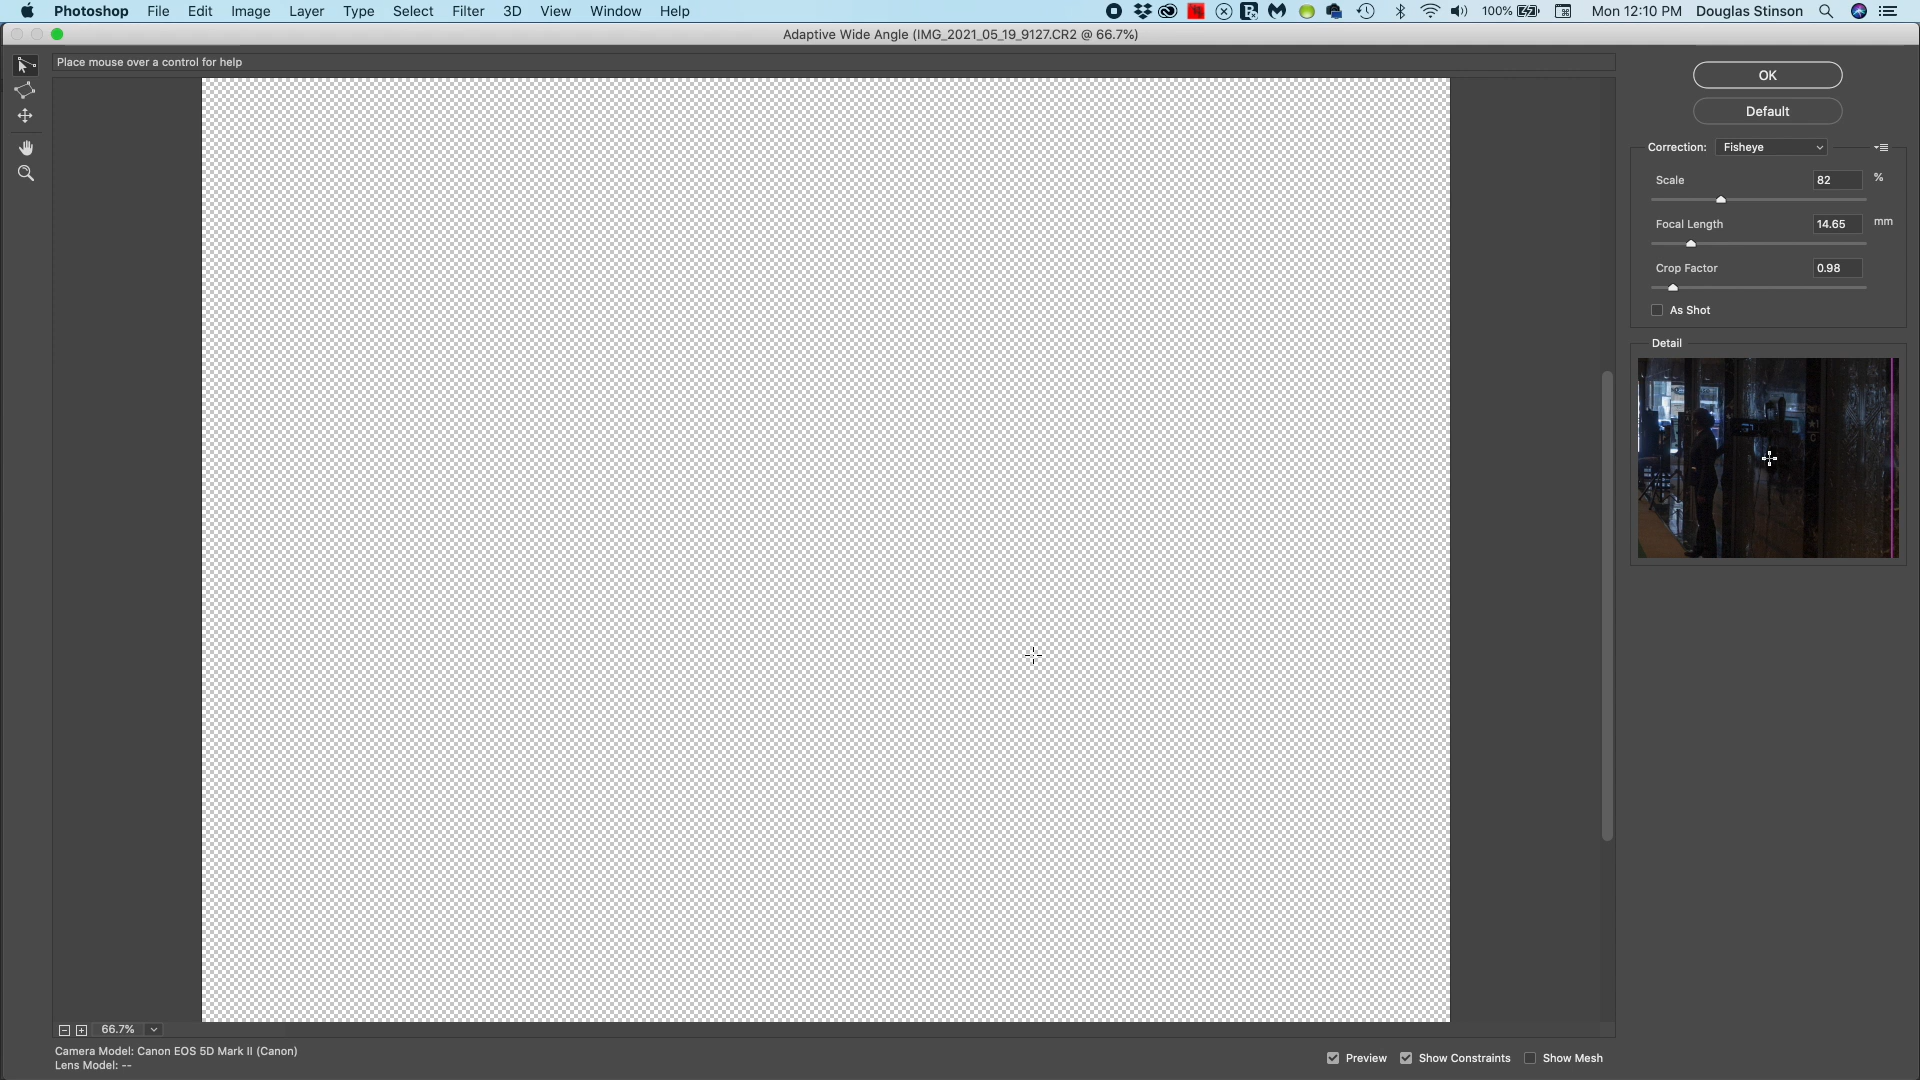 Photoshop File Edit Image Layer Type Select Filter 3D View Window Help 100% Mon 12:10 PM Douglas Stinson
Adaptive Wide Angle (IMG_2021_05_19_9127.CR2 @ 66.7%)
Place mouse over a control for help
OK
Default
Correction: Fisheye
Scale 82 %
Focal Length 14.65 mm
Crop Factor 0.98
As Shot
Detail
66.7%
Camera Model: Canon EOS 5D Mark II (Canon)
Lens Model: --
Preview Show Constraints Show Mesh